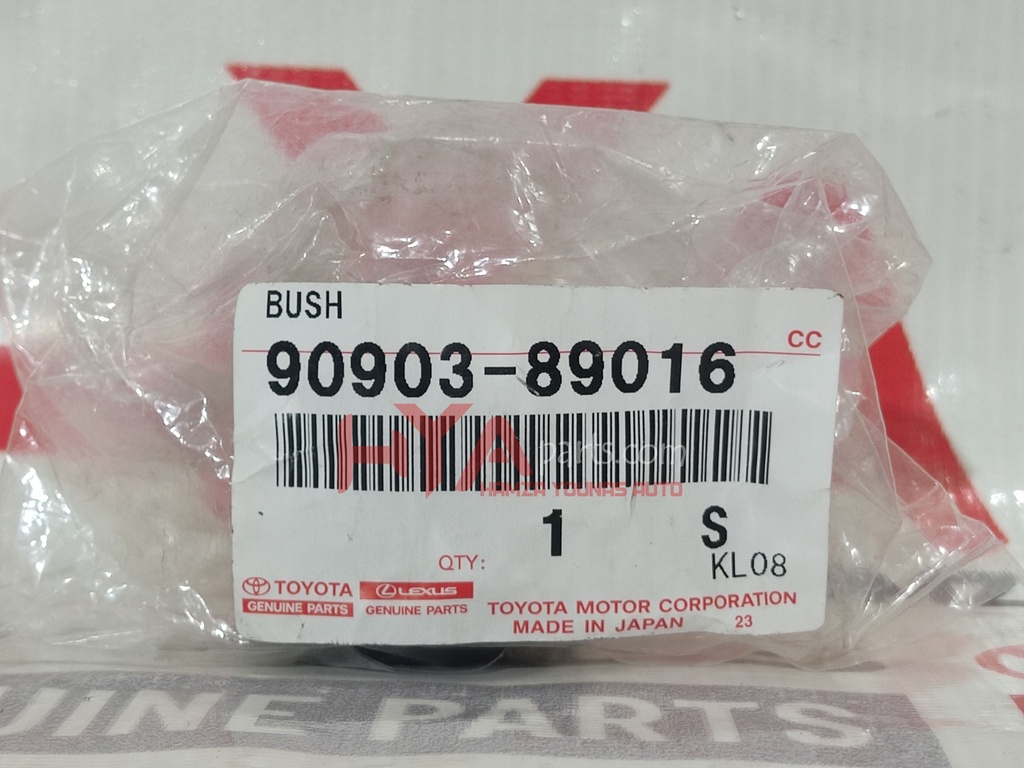 BUSH
CC
90903-89016
HYA parts.com
HAMZA YOUNAS AUTO
1 S
QTY: KL08
TOYOTA LEXUS
GENUINE PARTS GENUINE PARTS
TOYOTA MOTOR CORPORATION
MADE IN JAPAN 23
UINE PARTS